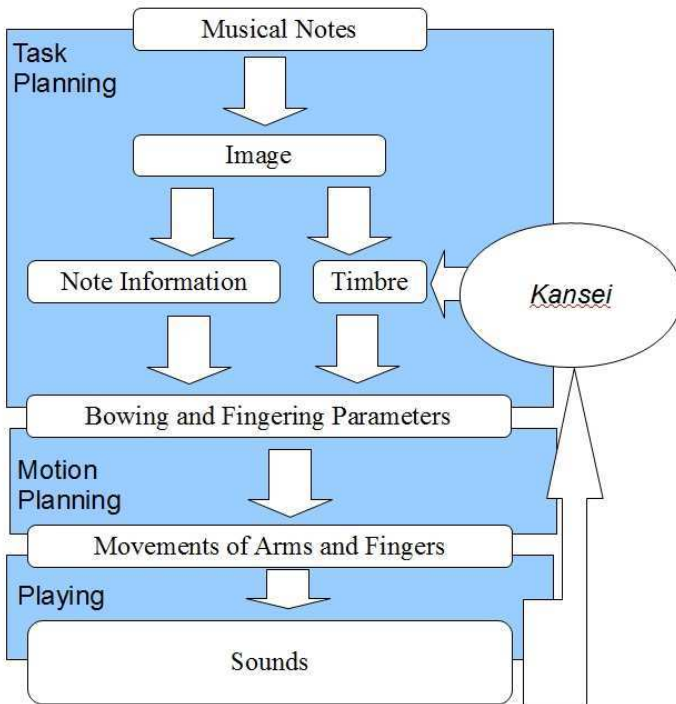 Musical Notes
Task
Planning
Image
Note Information
Timbre
Kansei
Bowing and Fingering Parameters
Motion
Planning
Movements of Arms and Fingers
Playing
Sounds